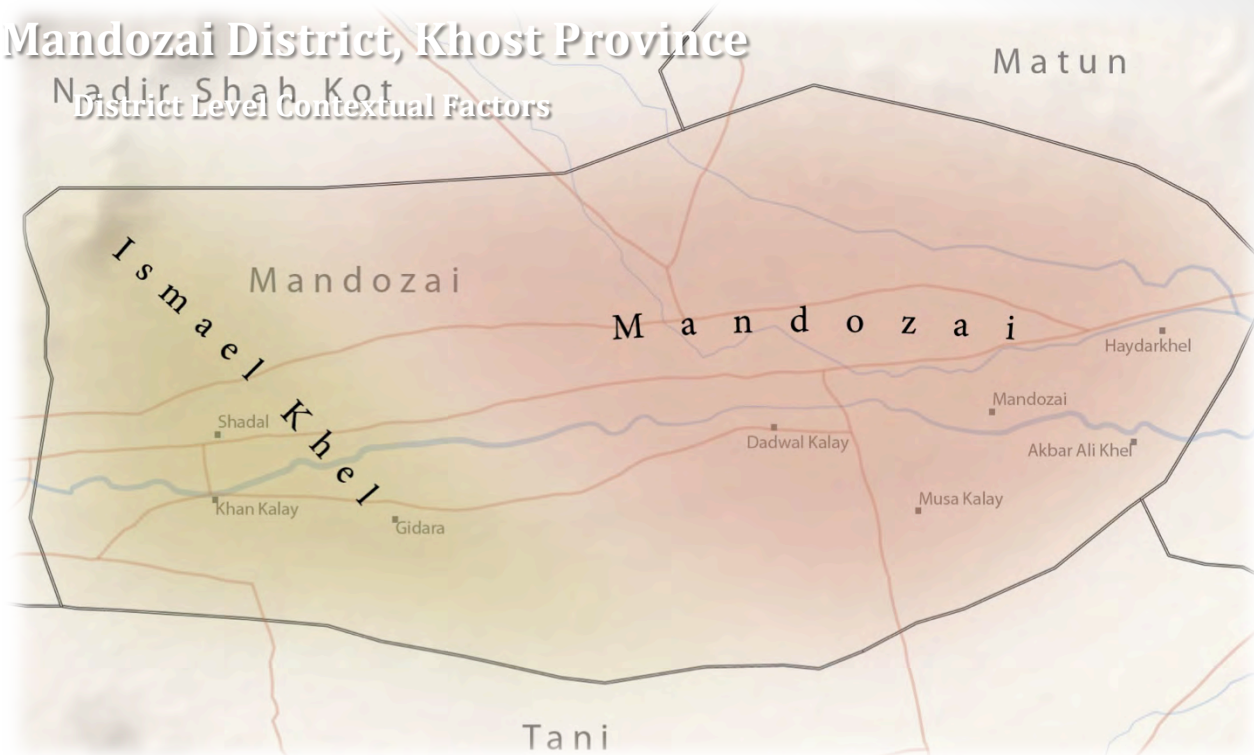 Mandozai District, Khost Province
Matun
Nadir Shah Kot
District Level Contextual Factors
Ismael Khel
Mandozai
Mandozai
Haydarkhel
Mandozai
Shadal
Dadwal Kalay
Akbar Ali Khel
Musa Kalay
Khan Kalay
Gidara
Tani